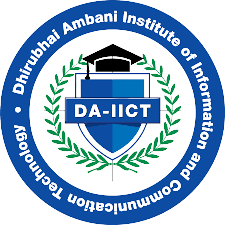 Dhirubhai Ambani Institute of Information and Communication Technology •
DA-IICT